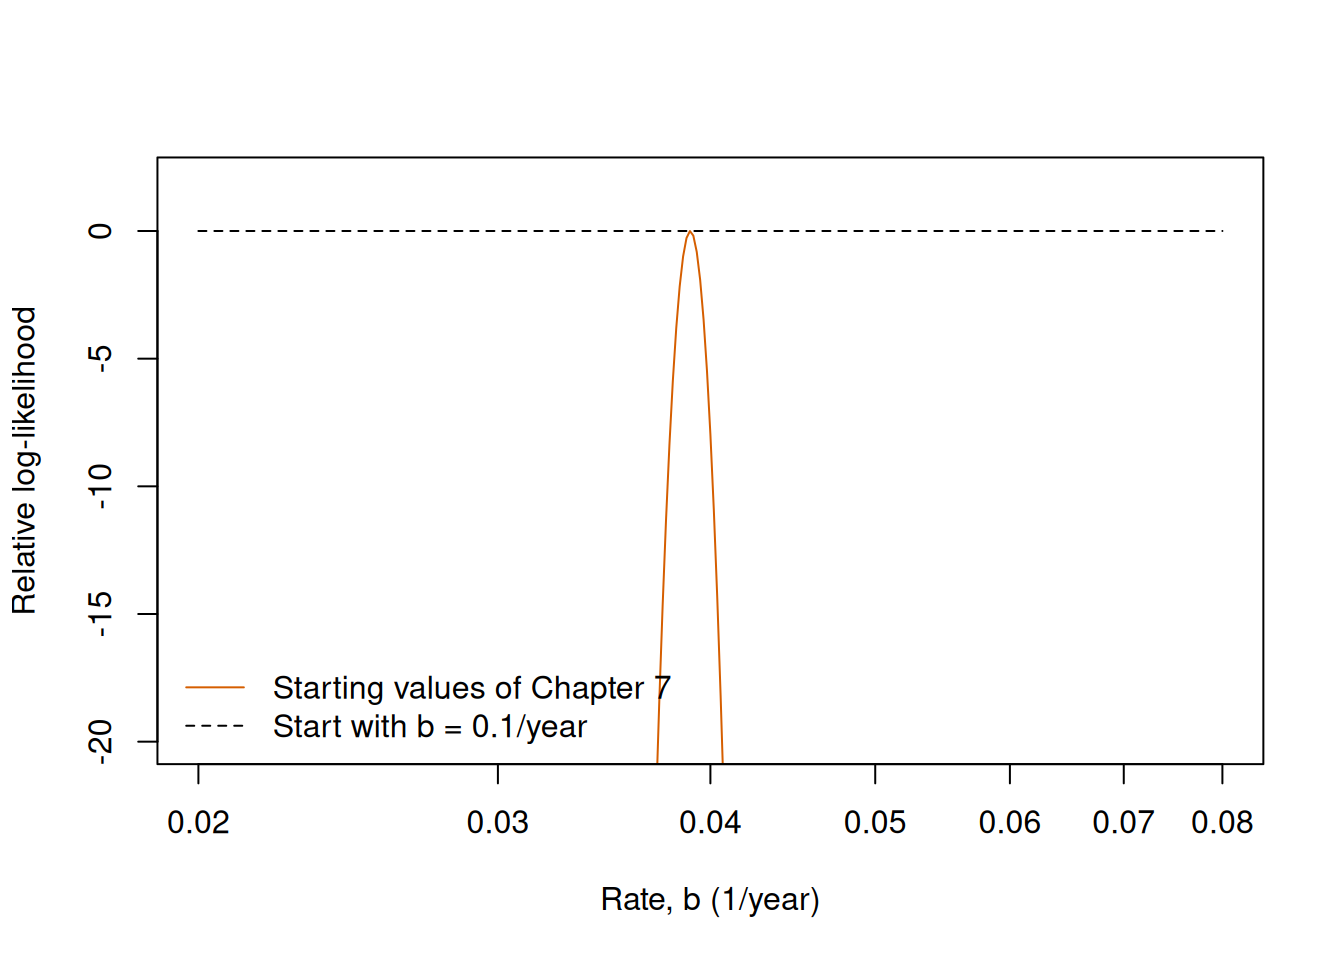 Relative log-likelihood
0
-5
-10
-15
-20
Starting values of Chapter 7
Start with b = 0.1/year
0.02 0.03 0.04 0.05 0.06 0.07 0.08
Rate, b (1/year)